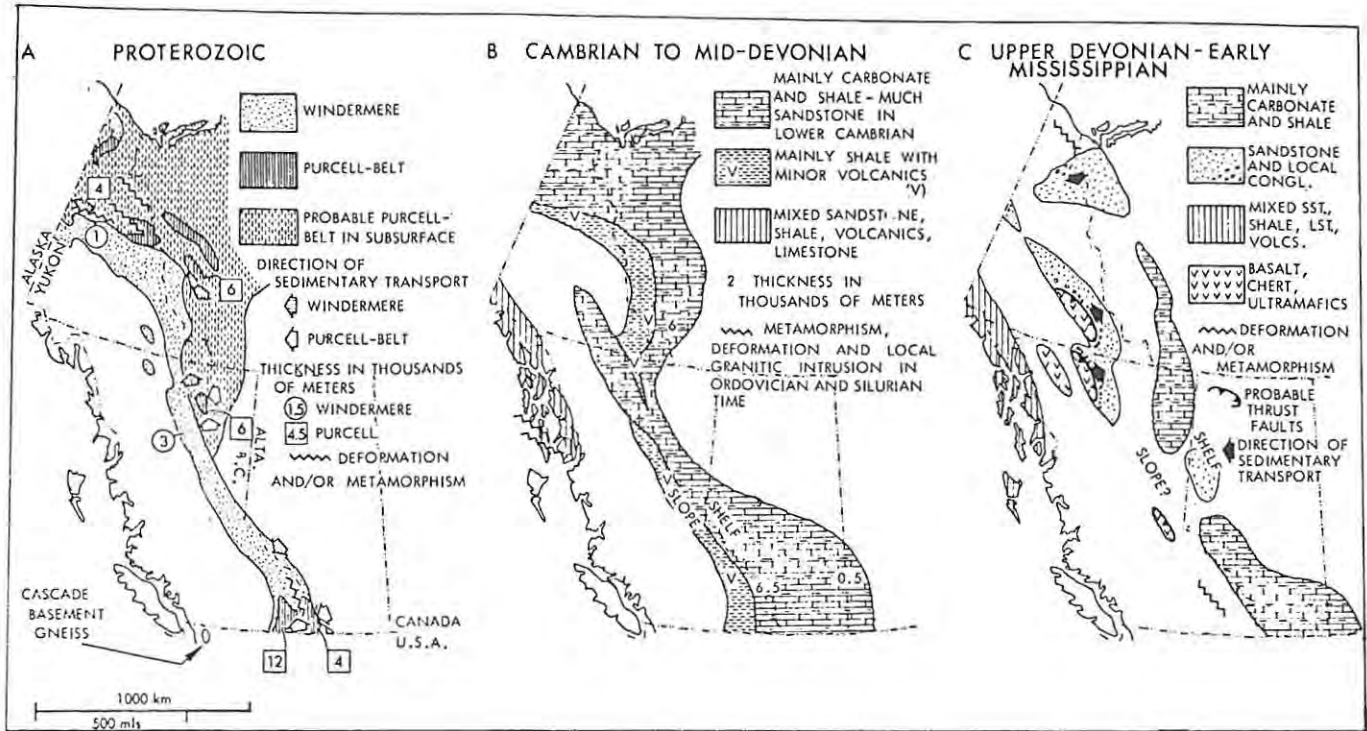 A PROTEROZOIC
WINDERMERE
PURCELL-BELT
PROBABLE PURCELL-
BELT IN SUBSURFACE
DIRECTION OF
SEDIMENTARY TRANSPORT
WINDERMERE
PURCELL-BELT
THICKNESS IN THOUSANDS
OF METERS
1.5 WINDERMERE
4.5 PURCELL
DEFORMATION
AND/OR METAMORPHISM
4
1
ALASKA
YUKON
6
6
3
ALTA.
B.C.
CASCADE
BASEMENT
GNEISS
CANADA
U.S.A.
12
4
1000 km
500 mls
B CAMBRIAN TO MID-DEVONIAN
MAINLY CARBONATE
AND SHALE-MUCH
SANDSTONE IN
LOWER CAMBRIAN
V
MAINLY SHALE WITH
MINOR VOLCANICS
(V)
MIXED SANDST NE,
SHALE, VOLCANICS,
LIMESTONE
2 THICKNESS IN
THOUSANDS OF METERS
METAMORPHISM,
DEFORMATION AND LOCAL
GRANITIC INTRUSION IN
ORDOVICIAN AND SILURIAN
TIME
V
V
V
6
V
V
SLOPE
SHELF
V
6.5
0.5
C UPPER DEVONIAN-EARLY
MISSISSIPPIAN
MAINLY
CARBONATE
AND SHALE
SANDSTONE
AND LOCAL
CONGL.
MIXED SST.,
SHALE, LST.,
VOLCS.
BASALT,
CHERT,
ULTRAMAFICS
DEFORMATION
AND/OR
METAMORPHISM
PROBABLE
THRUST
FAULTS
DIRECTION OF
SEDIMENTARY
TRANSPORT
SLOPE?
SHELF